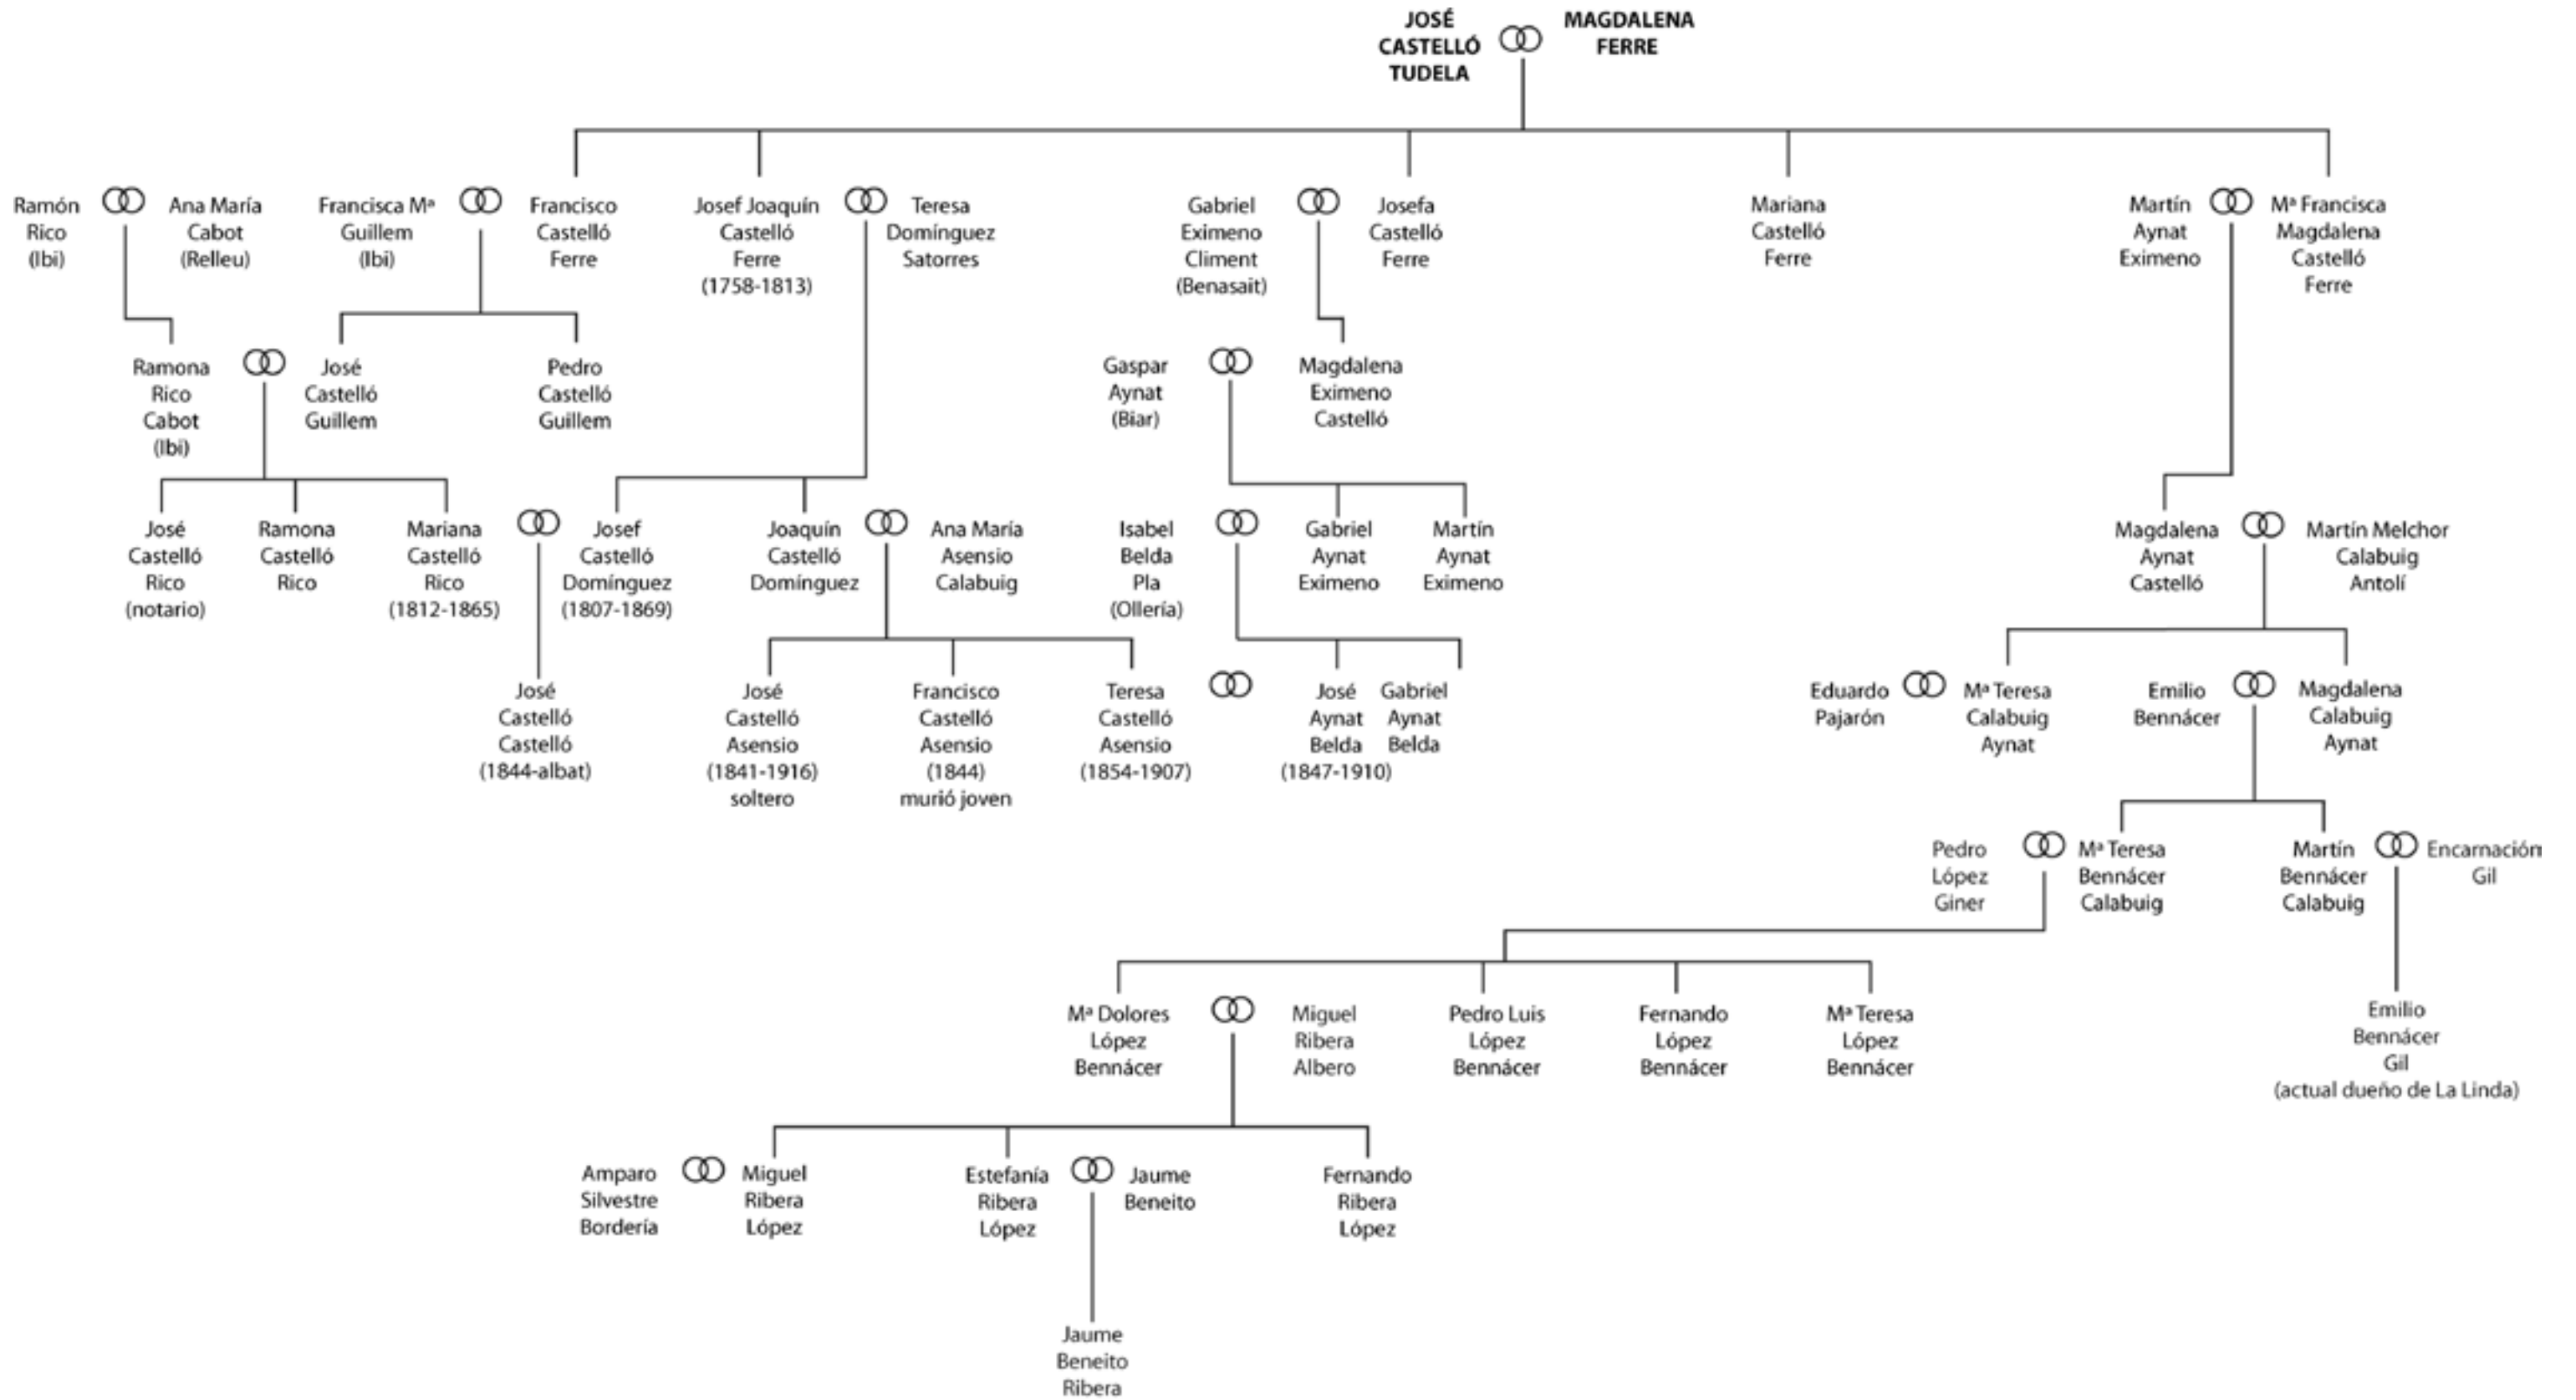 JOSÉ
CASTELLÓ
TUDELA
MAGDALENA
FERRE
Ramón
Rico
(Ibi)
Ana María
Cabot
(Relleu)
Francisca Mª
Guillem
(Ibi)
Francisco
Castelló
Ferre
Josef Joaquín
Castelló
Ferre
(1758-1813)
Teresa
Domínguez
Satorres
Gabriel
Eximeno
Climent
(Benasait)
Josefa
Castelló
Ferre
Mariana
Castelló
Ferre
Martín
Aynat
Eximeno
Mª Francisca
Magdalena
Castelló
Ferre
Ramona
Rico
Cabot
(Ibi)
José
Castelló
Guillem
Pedro
Castelló
Guillem
Gaspar
Aynat
(Biar)
Magdalena
Eximeno
Castelló
José
Castelló
Rico
(notario)
Ramona
Castelló
Rico
Mariana
Castelló
Rico
(1812-1865)
Josef
Castelló
Domínguez
(1807-1869)
Joaquín
Castelló
Domínguez
Ana María
Asensio
Calabuig
Isabel
Belda
Pla
(Ollería)
Gabriel
Aynat
Eximeno
Martín
Aynat
Eximeno
Magdalena
Aynat
Castelló
Martín Melchor
Calabuig
Antolí
José
Castelló
Castelló
(1844-albat)
José
Castelló
Asensio
(1841-1916)
soltero
Francisco
Castelló
Asensio
(1844)
murió joven
Teresa
Castelló
Asensio
(1854-1907)
José
Aynat
Belda
(1847-1910)
Gabriel
Aynat
Belda
Eduardo
Pajarón
Mª Teresa
Calabuig
Aynat
Emilio
Bennácer
Magdalena
Calabuig
Aynat
Pedro
López
Giner
Mª Teresa
Bennácer
Calabuig
Martín
Bennácer
Calabuig
Encarnación
Gil
Mª Dolores
López
Bennácer
Miguel
Ribera
Albero
Pedro Luis
López
Bennácer
Fernando
López
Bennácer
Mª Teresa
López
Bennácer
Emilio
Bennácer
Gil
(actual dueño de La Linda)
Amparo
Silvestre
Bordería
Miguel
Ribera
López
Estefanía
Ribera
López
Jaume
Beneito
Fernando
Ribera
López
Jaume
Beneito
Ribera